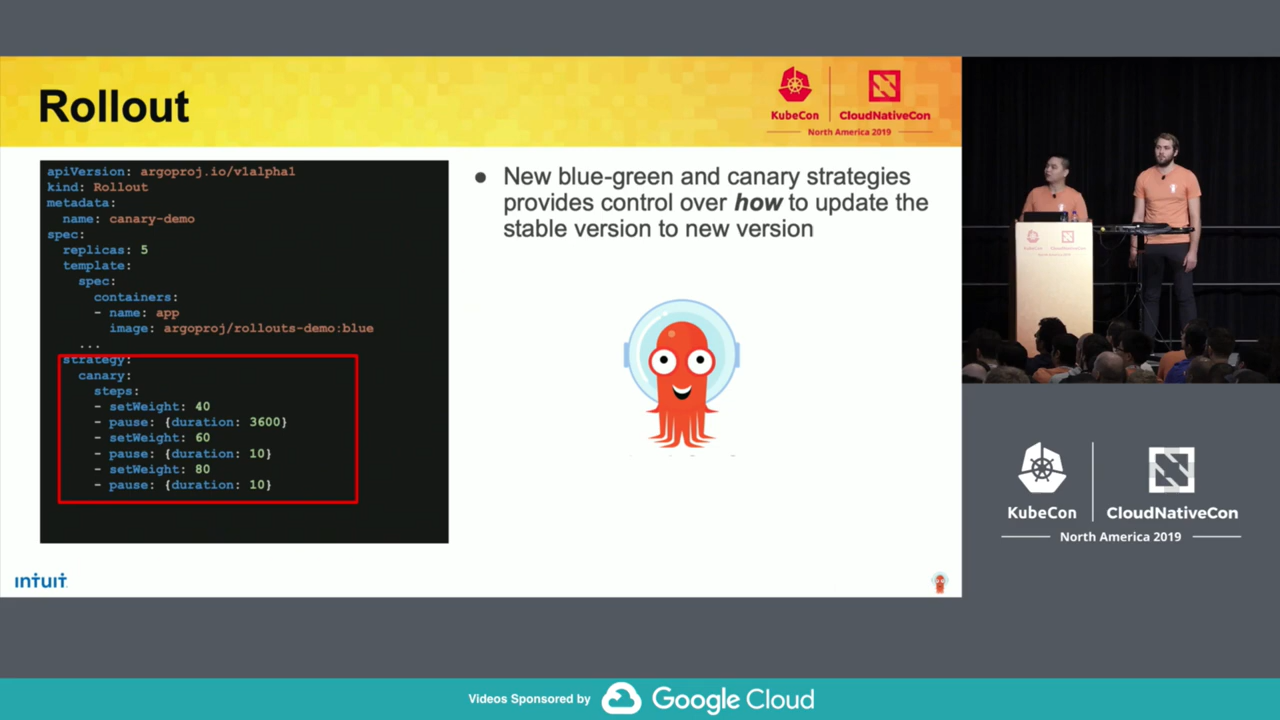 Rollout
KubeCon
CloudNativeCon
North America 2019
apiVersion: argoproj.io/v1alpha1
kind: Rollout
metadata:
  name: canary-demo
spec:
  replicas: 5
  template:
    spec:
      containers:
      - name: app
        image: argoproj/rollouts-demo:blue
    ...
  strategy:
    canary:
      steps:
      - setWeight: 40
      - pause: {duration: 3600}
      - setWeight: 60
      - pause: {duration: 10}
      - setWeight: 80
      - pause: {duration: 10}
● New blue-green and canary strategies
provides control over how to update the
stable version to new version
intuit
KubeCon
CloudNativeCon
North America 2019
Videos Sponsored by Google Cloud